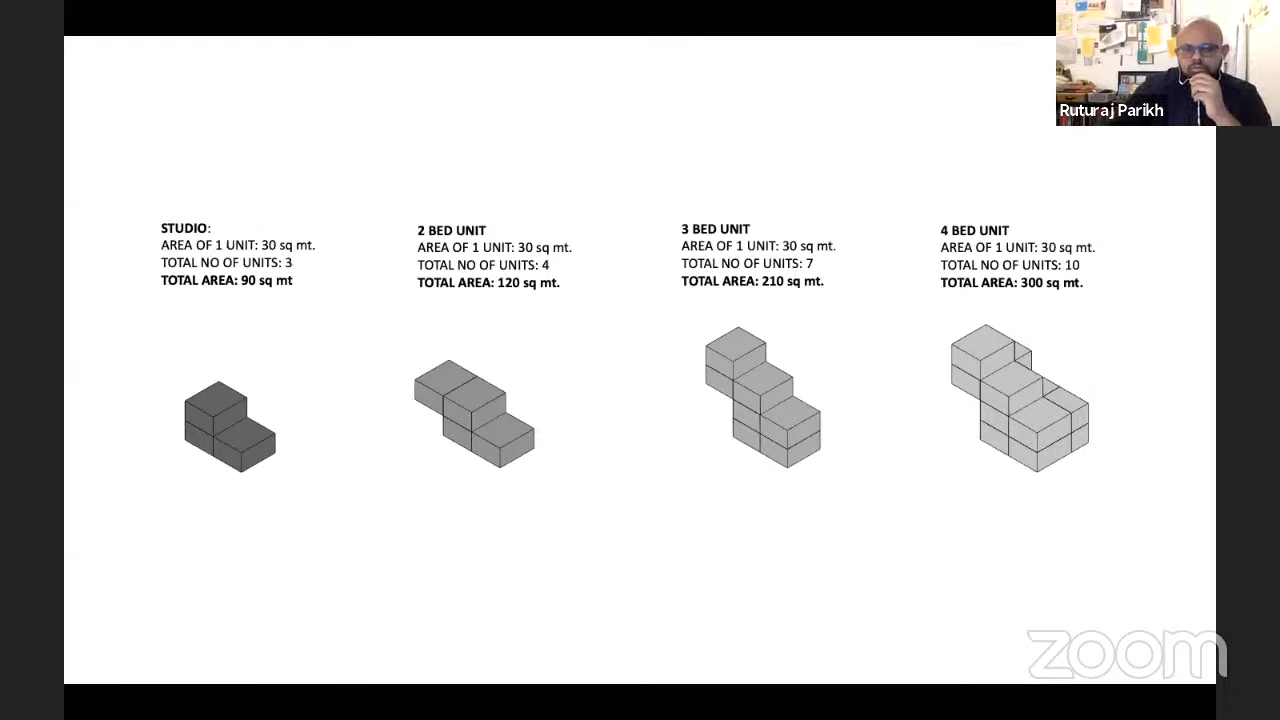 Ruturaj Parikh
STUDIO:
AREA OF 1 UNIT: 30 sq mt.
TOTAL NO OF UNITS: 3
TOTAL AREA: 90 sq mt
2 BED UNIT
AREA OF 1 UNIT: 30 sq mt.
TOTAL NO OF UNITS: 4
TOTAL AREA: 120 sq mt.
3 BED UNIT
AREA OF 1 UNIT: 30 sq mt.
TOTAL NO OF UNITS: 7
TOTAL AREA: 210 sq mt.
4 BED UNIT
AREA OF 1 UNIT: 30 sq mt.
TOTAL NO OF UNITS: 10
TOTAL AREA: 300 sq mt.
zoom